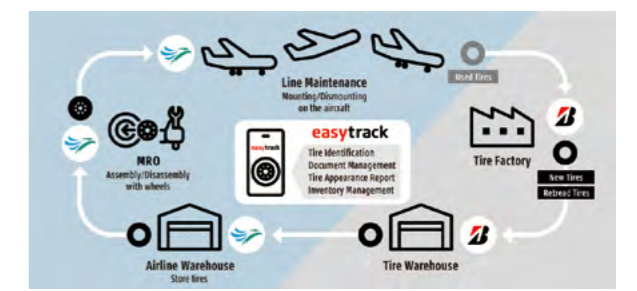 Line Maintenance
Mounting/Dismounting
on the aircraft
Used Tires
MRO
Assembly/Disassembly
with wheels
easytrack
easytrack
Tire Identification
Document Management
Tire Appearance Report
Inventory Management
Tire Factory
New Tires
Retread Tires
Airline Warehouse
Store tires
Tire Warehouse